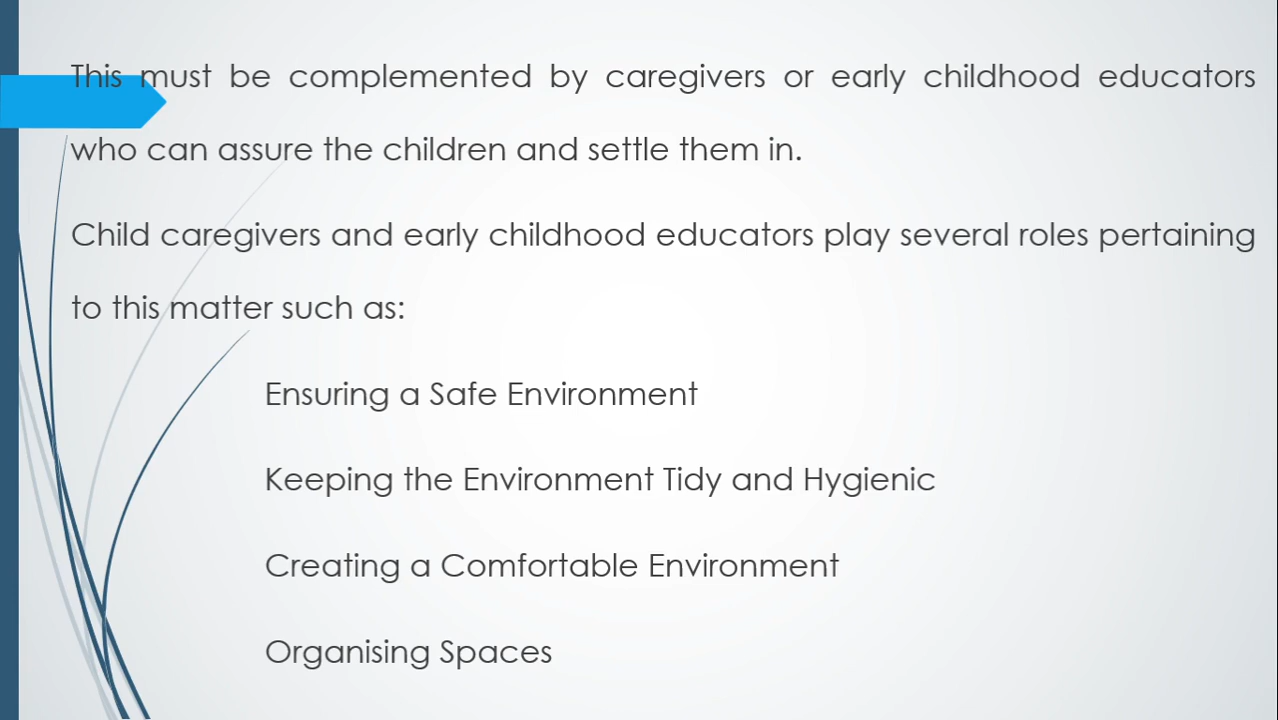 This must be complemented by caregivers or early childhood educators
who can assure the children and settle them in.
Child caregivers and early childhood educators play several roles pertaining
to this matter such as:
Ensuring a Safe Environment
Keeping the Environment Tidy and Hygienic
Creating a Comfortable Environment
Organising Spaces